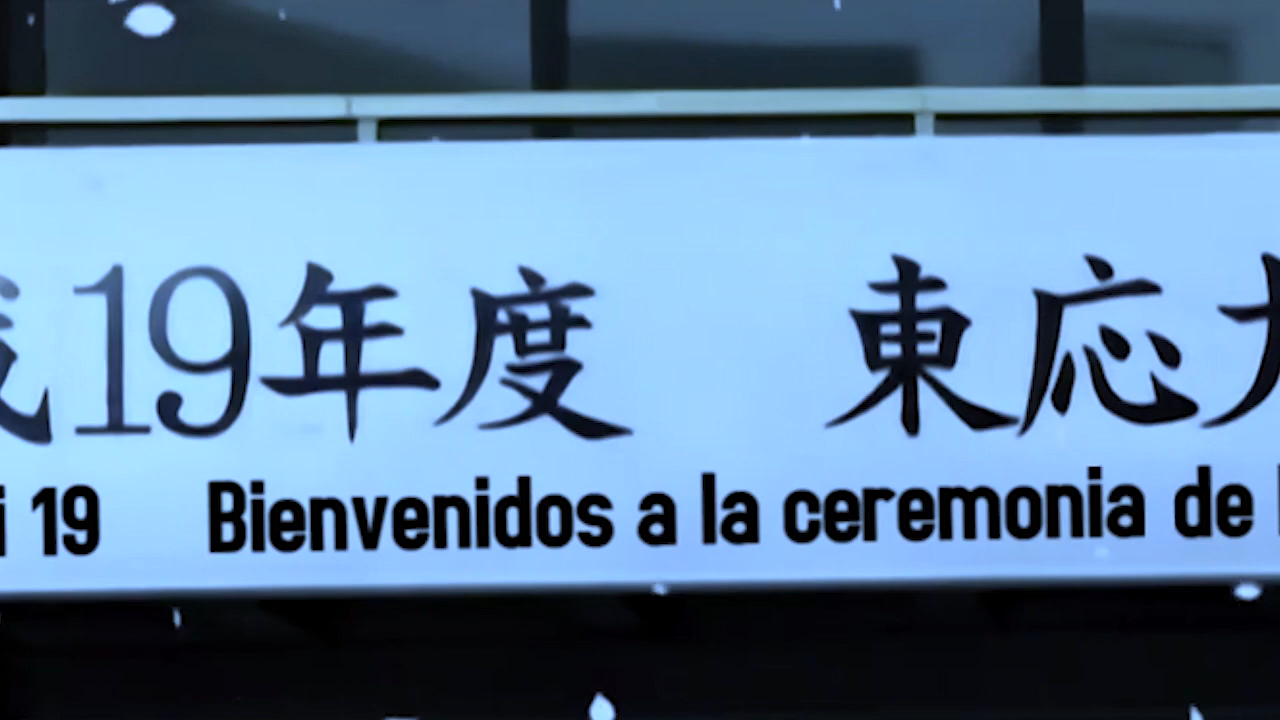 19年度　東応
19 Bienvenidos a la ceremonia de